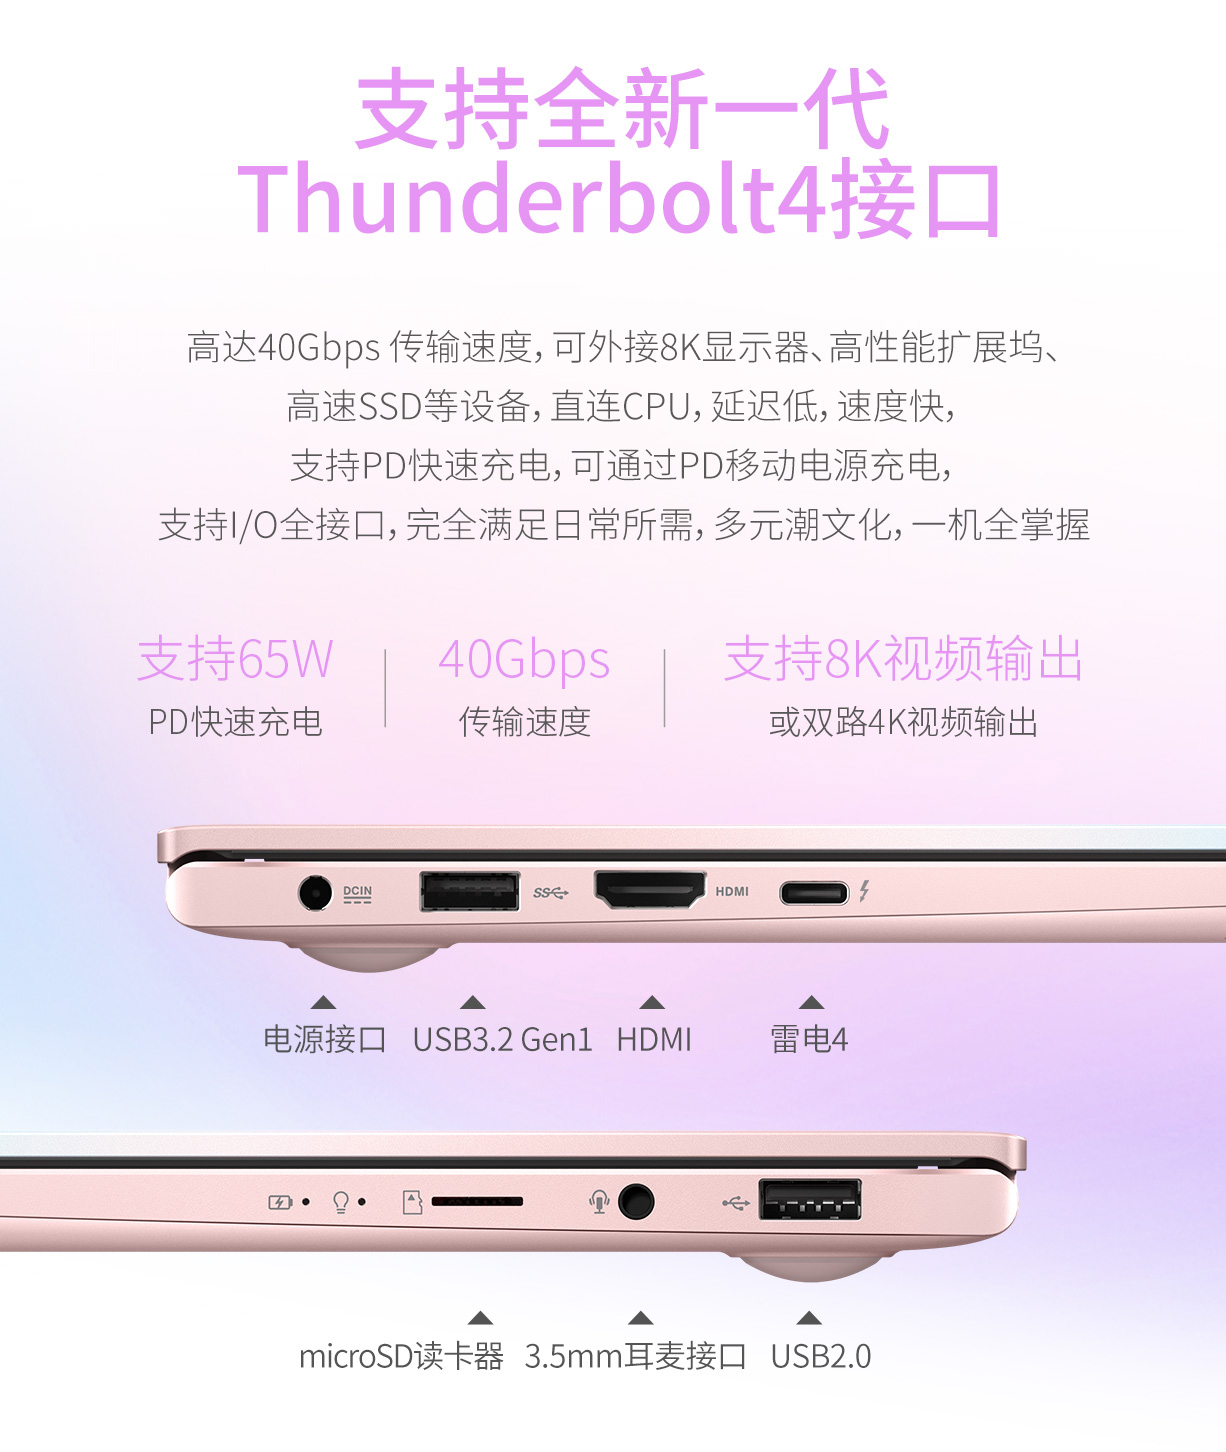 支持全新一代
Thunderbolt4接口
高达40Gbps 传输速度，可外接8K显示器、高性能扩展坞、
高速SSD等设备，直连CPU，延迟低，速度快，
支持PD快速充电，可通过PD移动电源充电，
支持I/O全接口，完全满足日常所需，多元潮文化，一机全掌握
支持65W 40Gbps 支持8K视频输出
PD快速充电 传输速度 或双路4K视频输出
DCIN SS HDMI
电源接口 USB3.2 Gen1 HDMI 雷电4
microSD读卡器 3.5mm耳麦接口 USB2.0